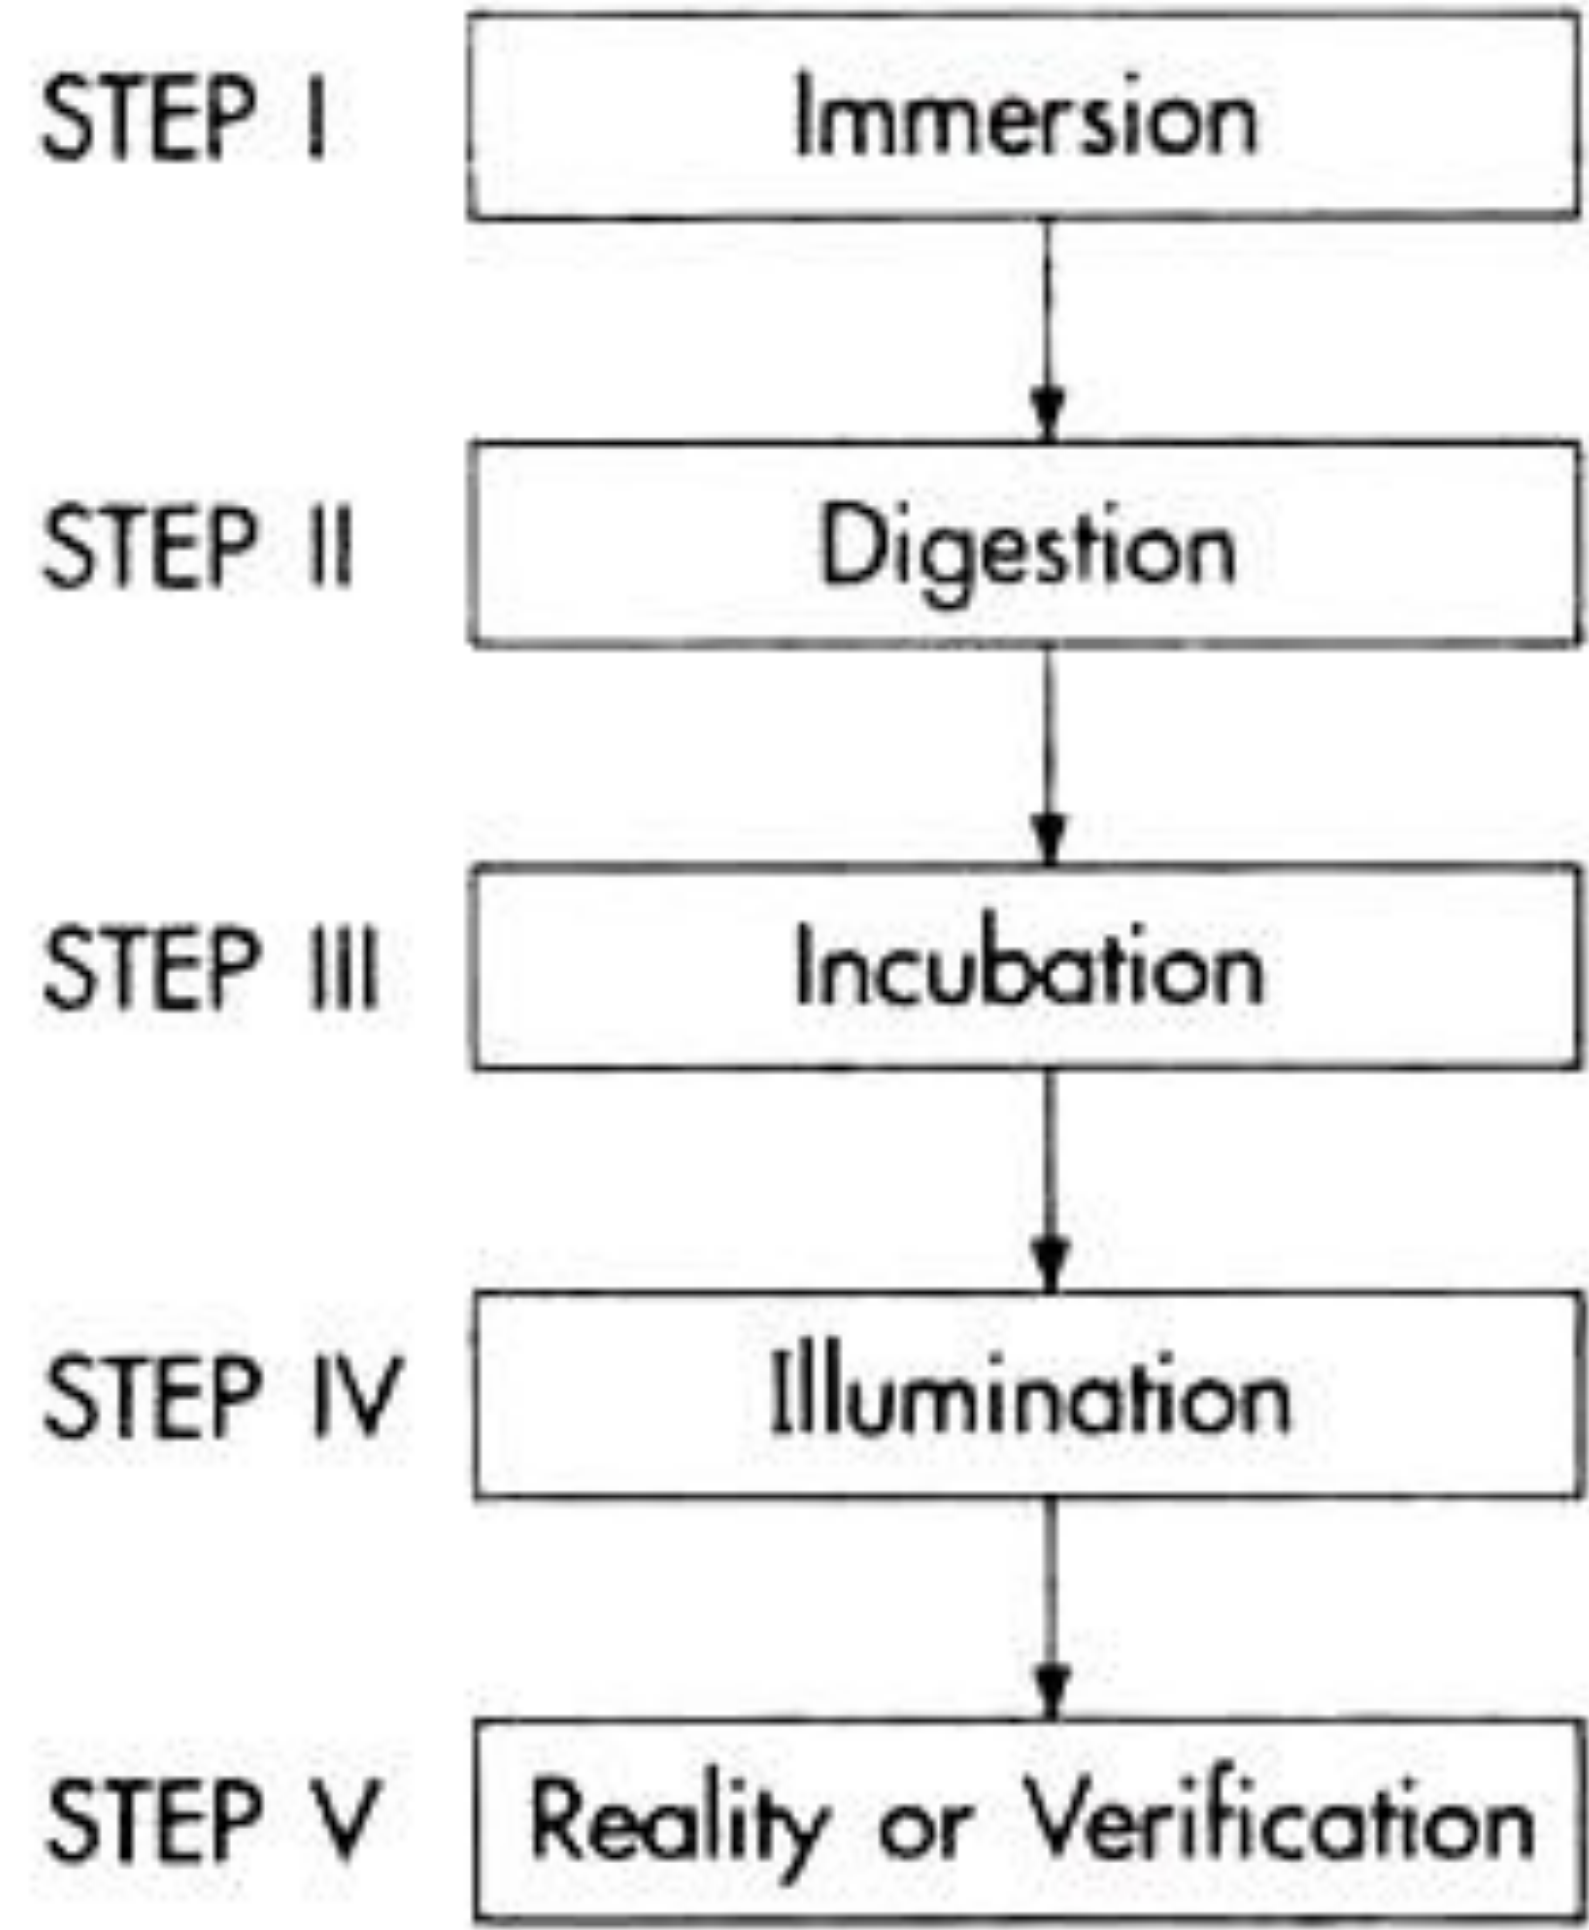 STEP I Immersion
STEP II Digestion
STEP III Incubation
STEP IV Illumination
STEP V Reality or Verification